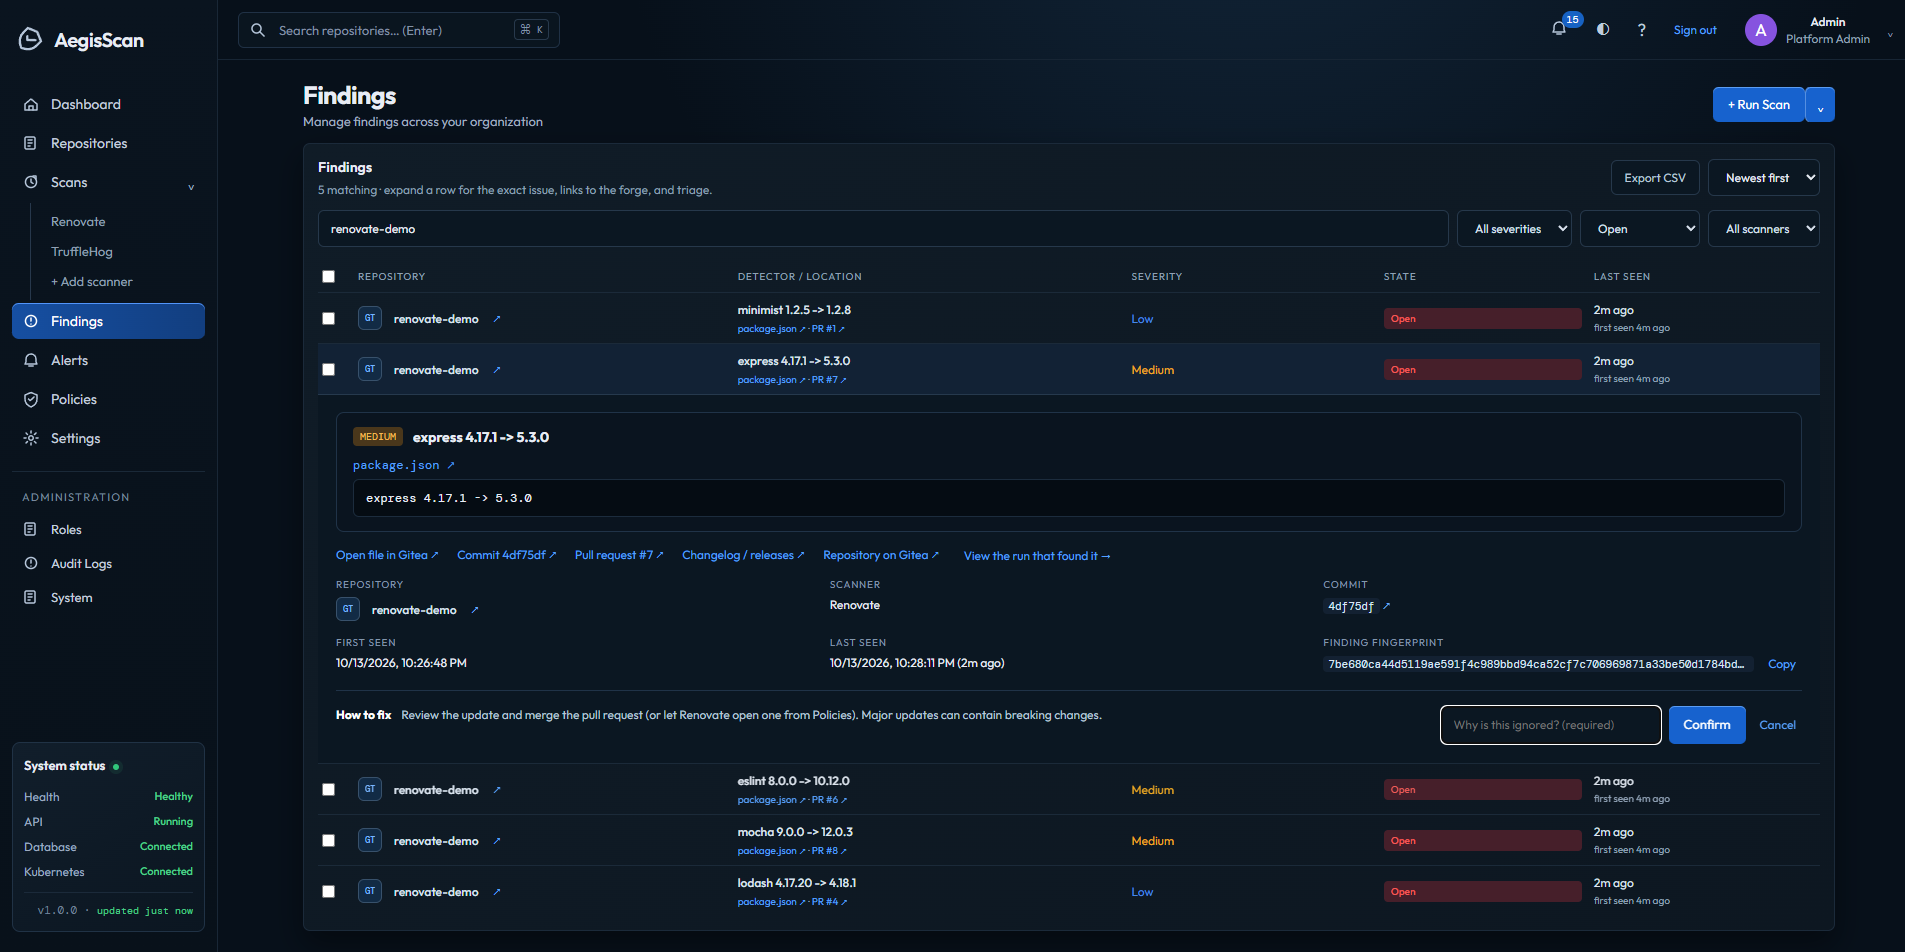 AegisScan
Search repositories... (Enter)
⌘ K
15
?
Sign out
A
Admin
Platform Admin
Dashboard
Repositories
Scans
Renovate
TruffleHog
+ Add scanner
Findings
Alerts
Policies
Settings
ADMINISTRATION
Roles
Audit Logs
System
System status
Health Healthy
API Running
Database Connected
Kubernetes Connected
v1.0.0 · updated just now
Findings
Manage findings across your organization
+ Run Scan
Findings
5 matching · expand a row for the exact issue, links to the forge, and triage.
Export CSV
Newest first
renovate-demo
All severities
Open
All scanners
REPOSITORY DETECTOR / LOCATION SEVERITY STATE LAST SEEN
GT renovate-demo ↗ minimist 1.2.5 -> 1.2.8 Low Open 2m ago
package.json ↗ · PR #1 ↗ first seen 4m ago
GT renovate-demo ↗ express 4.17.1 -> 5.3.0 Medium Open 2m ago
package.json ↗ · PR #7 ↗ first seen 4m ago
MEDIUM express 4.17.1 -> 5.3.0
package.json ↗
express 4.17.1 -> 5.3.0
Open file in Gitea ↗ Commit 4df75df ↗ Pull request #7 ↗ Changelog / releases ↗ Repository on Gitea ↗ View the run that found it →
REPOSITORY SCANNER COMMIT
GT renovate-demo ↗ Renovate 4df75df ↗
FIRST SEEN LAST SEEN FINDING FINGERPRINT
10/13/2026, 10:26:48 PM 10/13/2026, 10:28:11 PM (2m ago) 7be680ca44d5119ae591f4c989bbd94ca52cf7c706969871a33be50d1784bd… Copy
How to fix Review the update and merge the pull request (or let Renovate open one from Policies). Major updates can contain breaking changes.
Why is this ignored? (required)
Confirm
Cancel
GT renovate-demo ↗ eslint 8.0.0 -> 10.12.0 Medium Open 2m ago
package.json ↗ · PR #6 ↗ first seen 4m ago
GT renovate-demo ↗ mocha 9.0.0 -> 12.0.3 Medium Open 2m ago
package.json ↗ · PR #8 ↗ first seen 4m ago
GT renovate-demo ↗ lodash 4.17.20 -> 4.18.1 Low Open 2m ago
package.json ↗ · PR #4 ↗ first seen 4m ago